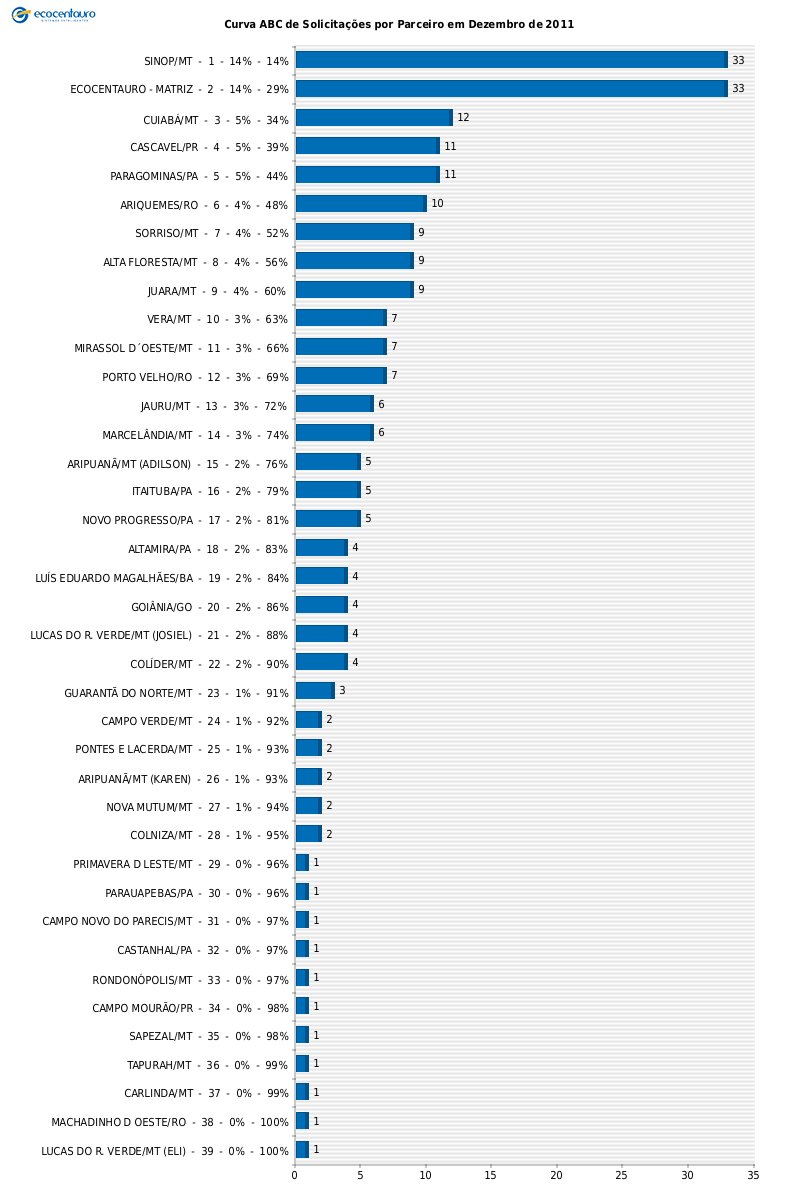 ecocentauro
Curva ABC de Solicitações por Parceiro em Dezembro de 2011
SINOP/MT - 1 - 14% - 14% 33
ECOCENTAURO - MATRIZ - 2 - 14% - 29% 33
CUIABÁ/MT - 3 - 5% - 34% 12
CASCAVEL/PR - 4 - 5% - 39% 11
PARAGOMINAS/PA - 5 - 5% - 44% 11
ARIQUEMES/RO - 6 - 4% - 48% 10
SORRISO/MT - 7 - 4% - 52% 9
ALTA FLORESTA/MT - 8 - 4% - 56% 9
JUARA/MT - 9 - 4% - 60% 9
VERA/MT - 10 - 3% - 63% 7
MIRASSOL D´OESTE/MT - 11 - 3% - 66% 7
PORTO VELHO/RO - 12 - 3% - 69% 7
JAURU/MT - 13 - 3% - 72% 6
MARCELÂNDIA/MT - 14 - 3% - 74% 6
ARIPUANÃ/MT (ADILSON) - 15 - 2% - 76% 5
ITAITUBA/PA - 16 - 2% - 79% 5
NOVO PROGRESSO/PA - 17 - 2% - 81% 5
ALTAMIRA/PA - 18 - 2% - 83% 4
LUÍS EDUARDO MAGALHÃES/BA - 19 - 2% - 84% 4
GOIÂNIA/GO - 20 - 2% - 86% 4
LUCAS DO R. VERDE/MT (JOSIEL) - 21 - 2% - 88% 4
COLÍDER/MT - 22 - 2% - 90% 4
GUARANTÃ DO NORTE/MT - 23 - 1% - 91% 3
CAMPO VERDE/MT - 24 - 1% - 92% 2
PONTES E LACERDA/MT - 25 - 1% - 93% 2
ARIPUANÃ/MT (KAREN) - 26 - 1% - 93% 2
NOVA MUTUM/MT - 27 - 1% - 94% 2
COLNIZA/MT - 28 - 1% - 95% 2
PRIMAVERA D LESTE/MT - 29 - 0% - 96% 1
PARAUAPEBAS/PA - 30 - 0% - 96% 1
CAMPO NOVO DO PARECIS/MT - 31 - 0% - 97% 1
CASTANHAL/PA - 32 - 0% - 97% 1
RONDONÓPOLIS/MT - 33 - 0% - 97% 1
CAMPO MOURÃO/PR - 34 - 0% - 98% 1
SAPEZAL/MT - 35 - 0% - 98% 1
TAPURAH/MT - 36 - 0% - 99% 1
CARLINDA/MT - 37 - 0% - 99% 1
MACHADINHO D OESTE/RO - 38 - 0% - 100% 1
LUCAS DO R. VERDE/MT (ELI) - 39 - 0% - 100% 1
0 5 10 15 20 25 30 35